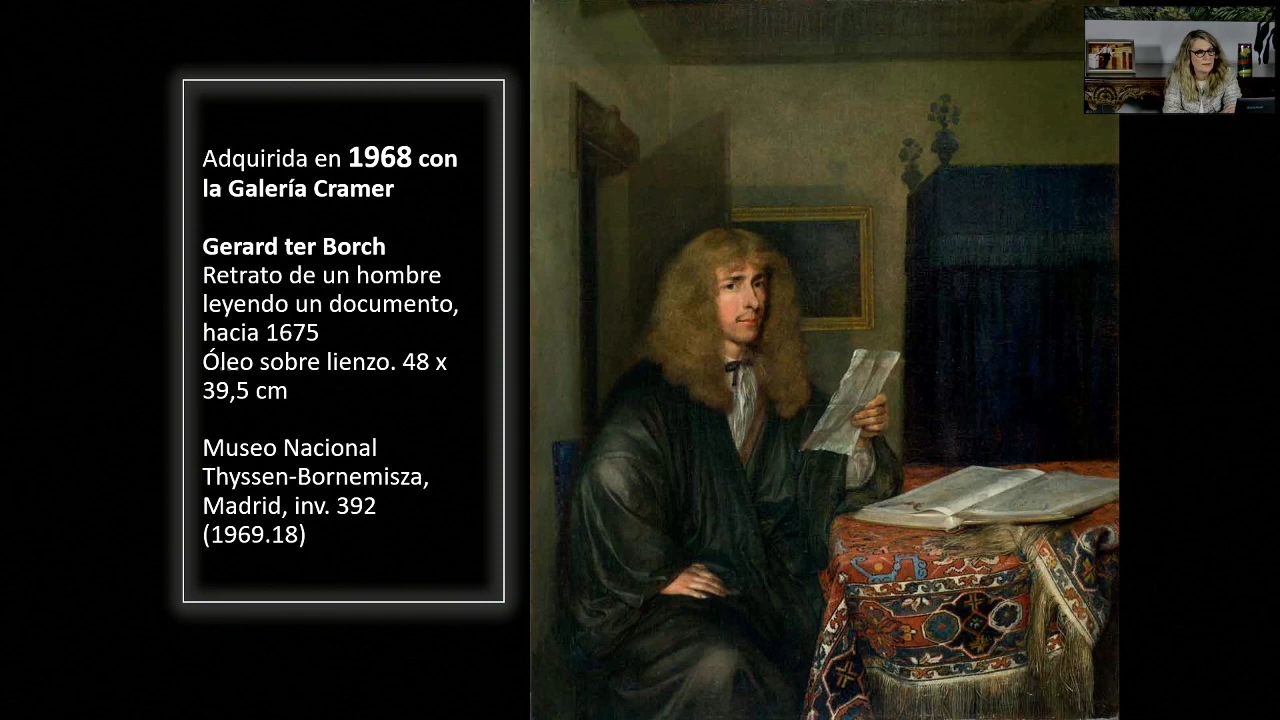 Adquirida en 1968 con
la Galería Cramer
Gerard ter Borch
Retrato de un hombre
leyendo un documento,
hacia 1675
Óleo sobre lienzo. 48 x
39,5 cm
Museo Nacional
Thyssen-Bornemisza,
Madrid, inv. 392
(1969.18)